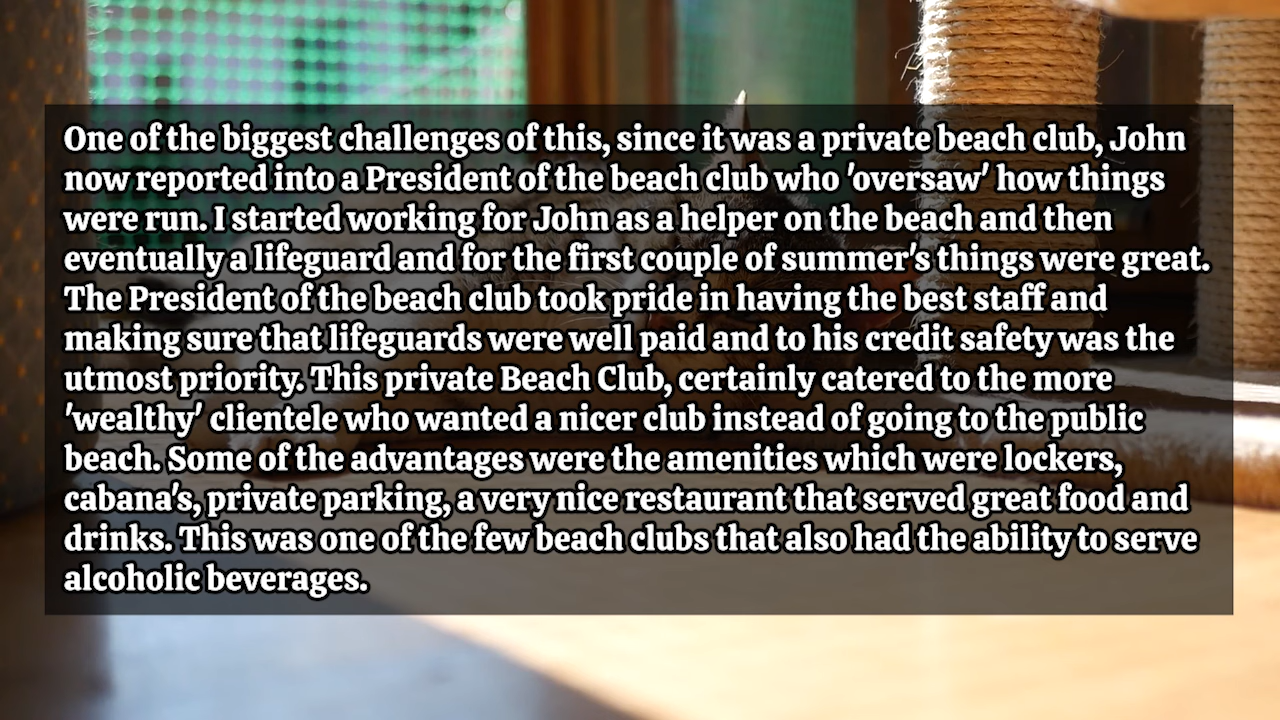 One of the biggest challenges of this, since it was a private beach club, John
now reported into a President of the beach club who 'oversaw' how things
were run. I started working for John as a helper on the beach and then
eventually a lifeguard and for the first couple of summer's things were great.
The President of the beach club took pride in having the best staff and
making sure that lifeguards were well paid and to his credit safety was the
utmost priority. This private Beach Club, certainly catered to the more
'wealthy' clientele who wanted a nicer club instead of going to the public
beach. Some of the advantages were the amenities which were lockers,
cabana's, private parking, a very nice restaurant that served great food and
drinks. This was one of the few beach clubs that also had the ability to serve
alcoholic beverages.